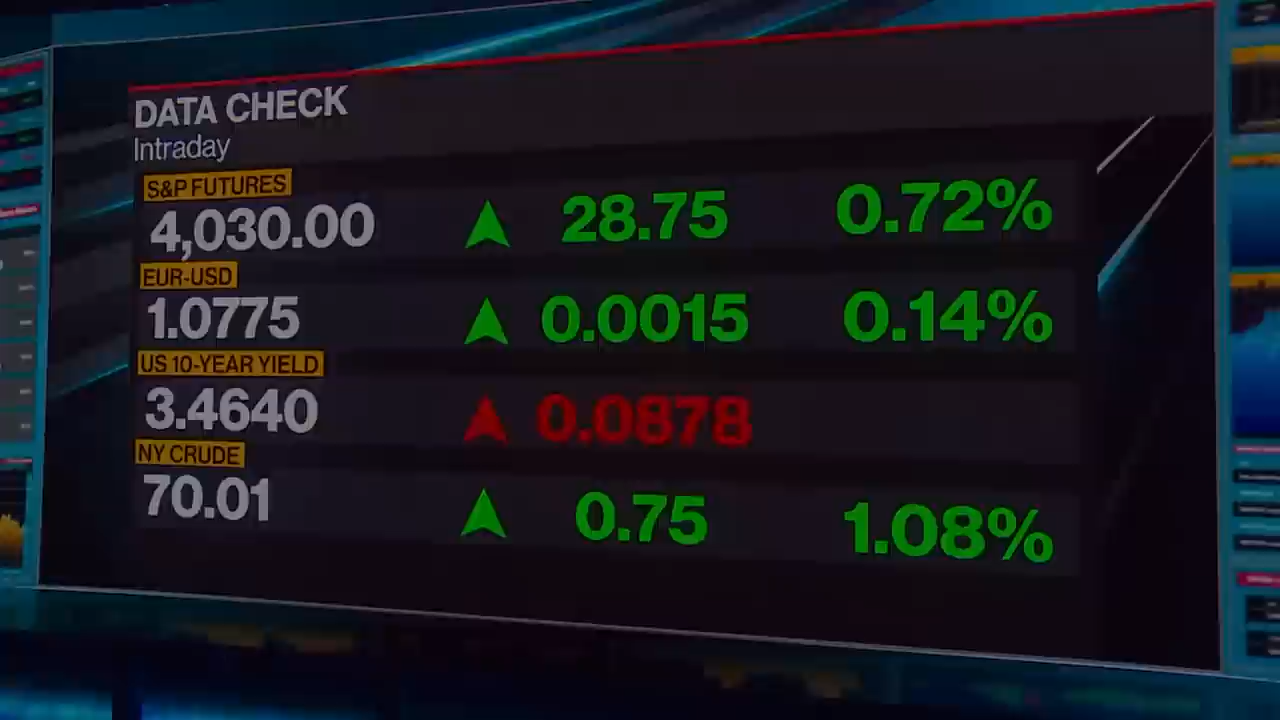 DATA CHECK
Intraday
S&P FUTURES
4,030.00 ▲ 28.75 0.72%
EUR-USD
1.0775 ▲ 0.0015 0.14%
US 10-YEAR YIELD
3.4640 ▲ 0.0878
NY CRUDE
70.01 ▲ 0.75 1.08%